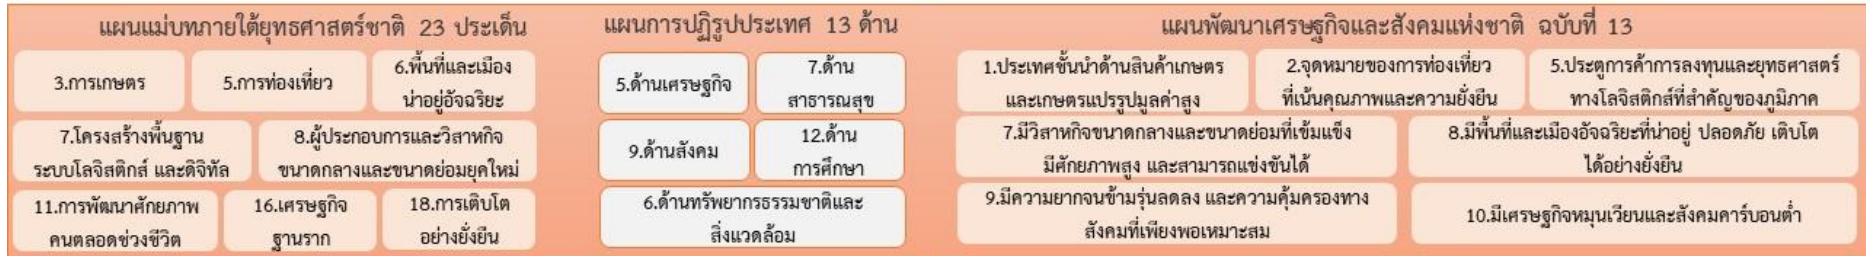 แผนแม่บทภายใต้ยุทธศาสตร์ชาติ 23 ประเด็น
3.การเกษตร
5.การท่องเที่ยว
6.พื้นที่และเมือง
น่าอยู่อัจฉริยะ
7.โครงสร้างพื้นฐาน
ระบบโลจิสติกส์ และดิจิทัล
8.ผู้ประกอบการและวิสาหกิจ
ขนาดกลางและขนาดย่อมยุคใหม่
11.การพัฒนาศักยภาพ
คนตลอดช่วงชีวิต
16.เศรษฐกิจ
ฐานราก
18.การเติบโต
อย่างยั่งยืน
แผนการปฏิรูปประเทศ 13 ด้าน
5.ด้านเศรษฐกิจ
7.ด้าน
สาธารณสุข
9.ด้านสังคม
12.ด้าน
การศึกษา
6.ด้านทรัพยากรธรรมชาติและ
สิ่งแวดล้อม
แผนพัฒนาเศรษฐกิจและสังคมแห่งชาติ ฉบับที่ 13
1.ประเทศชั้นนำด้านสินค้าเกษตร
และเกษตรแปรรูปมูลค่าสูง
2.จุดหมายของการท่องเที่ยว
ที่เน้นคุณภาพและความยั่งยืน
5.ประตูการค้าการลงทุนและยุทธศาสตร์
ทางโลจิสติกส์ที่สำคัญของภูมิภาค
7.มีวิสาหกิจขนาดกลางและขนาดย่อมที่เข้มแข็ง
มีศักยภาพสูง และสามารถแข่งขันได้
8.มีพื้นที่และเมืองอัจฉริยะที่น่าอยู่ ปลอดภัย เติบโต
ได้อย่างยั่งยืน
9.มีความยากจนข้ามรุ่นลดลง และความคุ้มครองทาง
สังคมที่เพียงพอเหมาะสม
10.มีเศรษฐกิจหมุนเวียนและสังคมคาร์บอนต่ำ